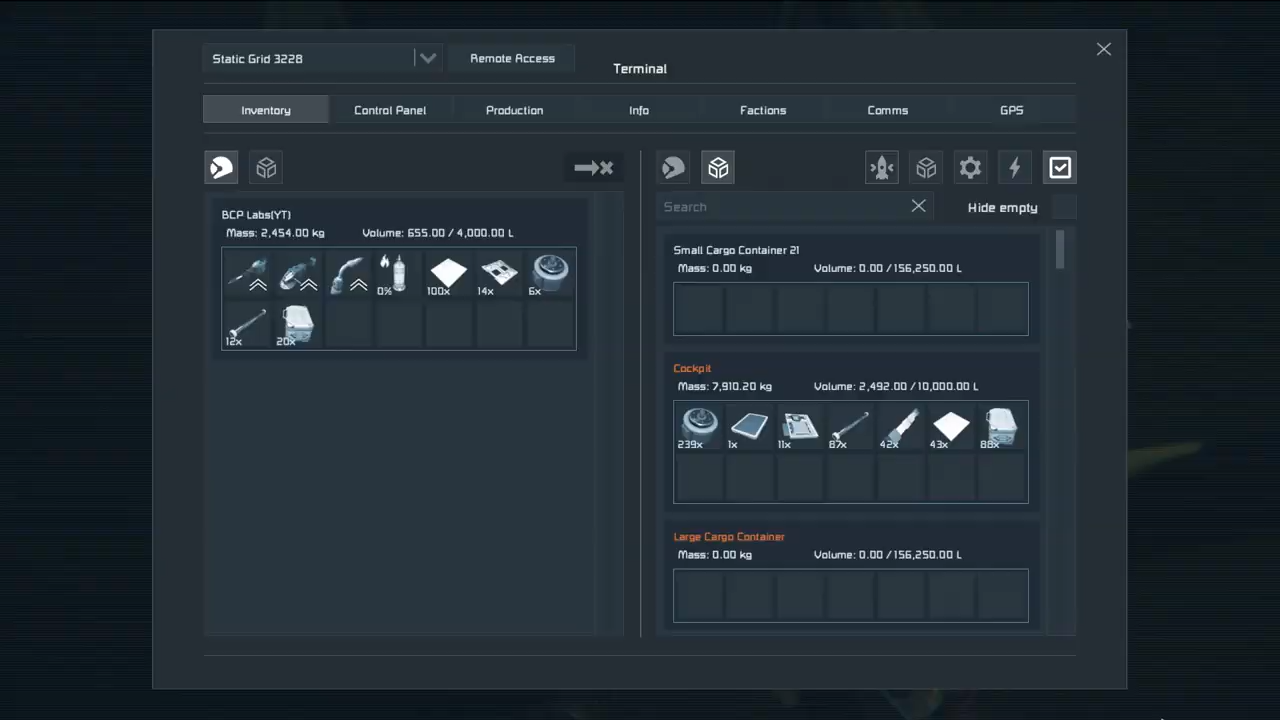 Static Grid 3228
Remote Access
Terminal
Inventory
Control Panel
Production
Info
Factions
Comms
GPS
BCP Labs(YT)
Mass: 2,454.00 kg
Volume: 655.00 / 4,000.00 L
0%
100x
14x
6x
12x
20x
Search
Hide empty
Small Cargo Container 21
Mass: 0.00 kg
Volume: 0.00 / 156,250.00 L
Cockpit
Mass: 7,910.20 kg
Volume: 2,492.00 / 10,000.00 L
239x
1x
11x
87x
42x
43x
88x
Large Cargo Container
Mass: 0.00 kg
Volume: 0.00 / 156,250.00 L